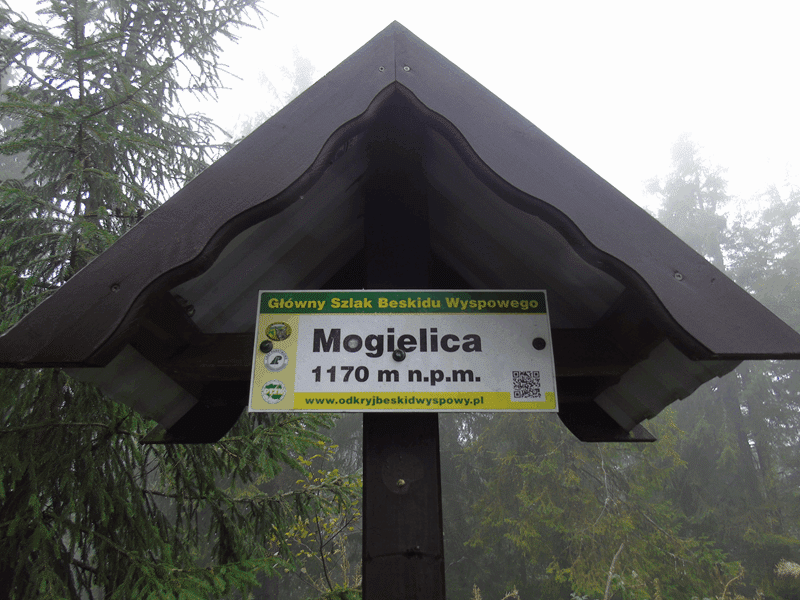 Główny Szlak Beskidu Wyspowego
Mogielica
1170 m n.p.m.
www.odkryjbeskidwyspowy.pl